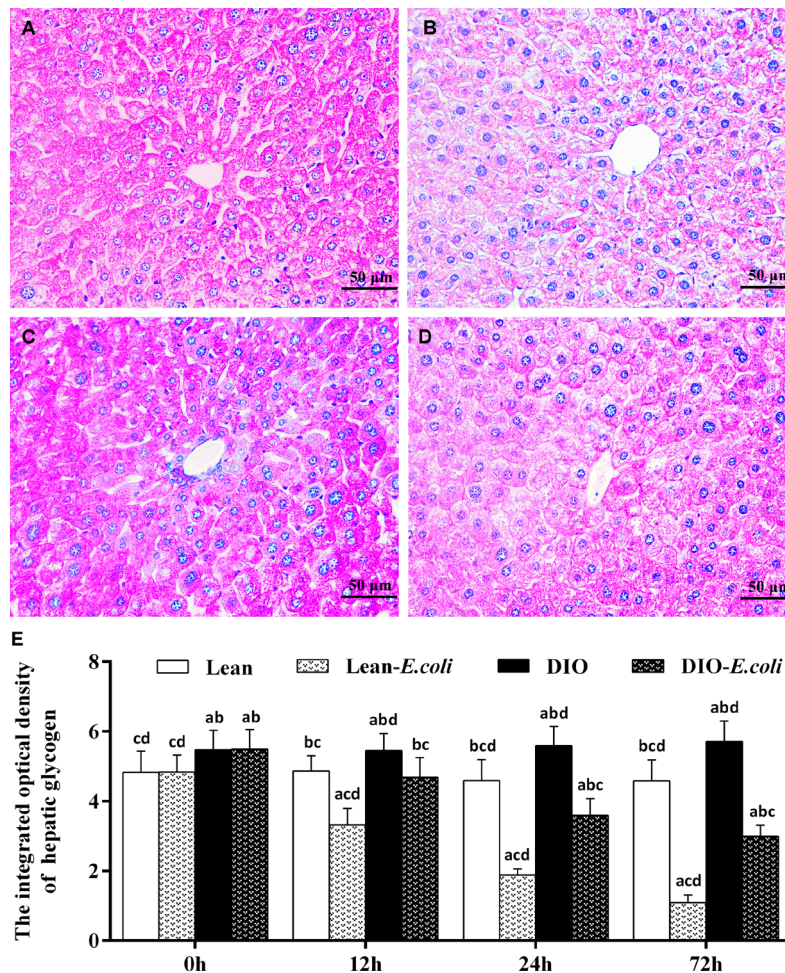 A
B
50 μm
50 μm
C
D
50 μm
50 μm
E
The integrated optical density
of hepatic glycogen
8
6
4
2
0
Lean
Lean-E.coli
DIO
DIO-E.coli
cd cd ab ab
bc acd abd bc
bcd acd abd abc
bcd acd abd abc
0h 12h 24h 72h